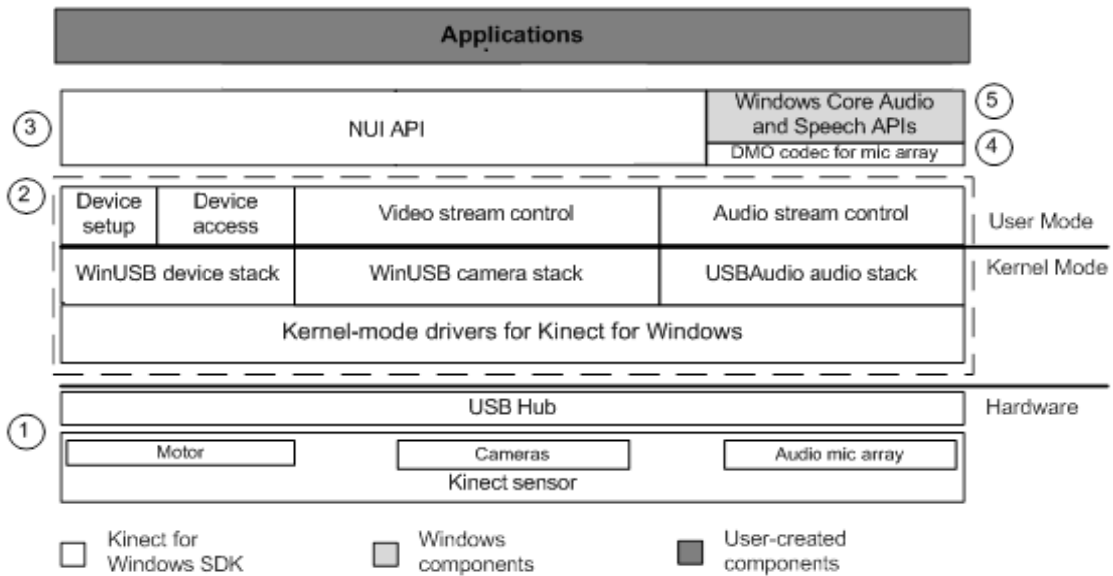 Applications
3
NUI API
Windows Core Audio
and Speech APIs
5
DMO codec for mic array
4
2
Device
setup
Device
access
Video stream control
Audio stream control
User Mode
WinUSB device stack
WinUSB camera stack
USBAudio audio stack
Kernel Mode
Kernel-mode drivers for Kinect for Windows
USB Hub
Hardware
1
Motor
Cameras
Audio mic array
Kinect sensor
Kinect for
Windows SDK
Windows
components
User-created
components